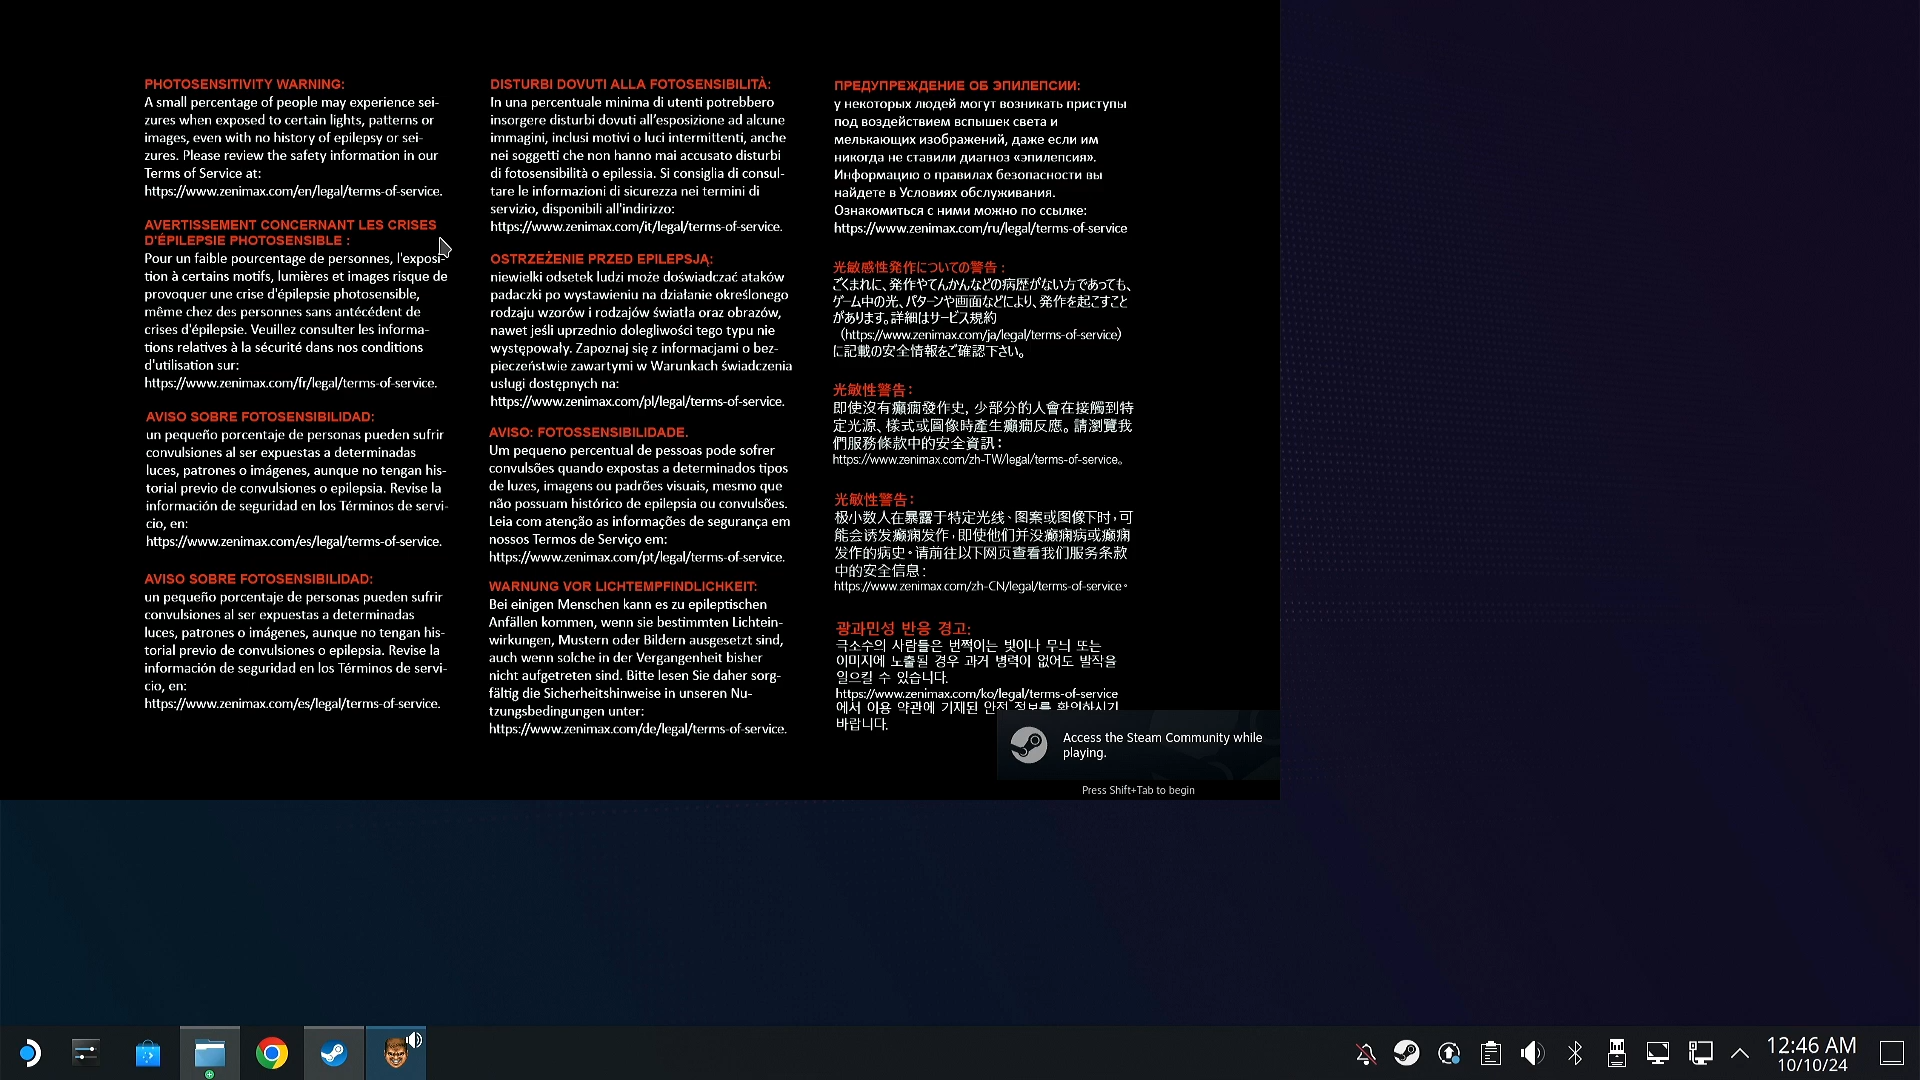 PHOTOSENSITIVITY WARNING:
A small percentage of people may experience sei-
zures when exposed to certain lights, patterns or
images, even with no history of epilepsy or sei-
zures. Please review the safety information in our
Terms of Service at:
https://www.zenimax.com/en/legal/terms-of-service.
AVERTISSEMENT CONCERNANT LES CRISES
D'ÉPILEPSIE PHOTOSENSIBLE :
Pour un faible pourcentage de personnes, l'exposi-
tion à certains motifs, lumières et images risque de
provoquer une crise d'épilepsie photosensible,
même chez des personnes sans antécédent de
crises d'épilepsie. Veuillez consulter les informa-
tions relatives à la sécurité dans nos conditions
d'utilisation sur:
https://www.zenimax.com/fr/legal/terms-of-service.
AVISO SOBRE FOTOSENSIBILIDAD:
un pequeño porcentaje de personas pueden sufrir
convulsiones al ser expuestas a determinadas
luces, patrones o imágenes, aunque no tengan his-
torial previo de convulsiones o epilepsia. Revise la
información de seguridad en los Términos de servi-
cio, en:
https://www.zenimax.com/es/legal/terms-of-service.
AVISO SOBRE FOTOSENSIBILIDAD:
un pequeño porcentaje de personas pueden sufrir
convulsiones al ser expuestas a determinadas
luces, patrones o imágenes, aunque no tengan his-
torial previo de convulsiones o epilepsia. Revise la
información de seguridad en los Términos de servi-
cio, en:
https://www.zenimax.com/es/legal/terms-of-service.
DISTURBI DOVUTI ALLA FOTOSENSIBILITÀ:
In una percentuale minima di utenti potrebbero
insorgere disturbi dovuti all'esposizione ad alcune
immagini, inclusi motivi o luci intermittenti, anche
nei soggetti che non hanno mai accusato disturbi
di fotosensibilità o epilessia. Si consiglia di consul-
tare le informazioni di sicurezza nei termini di
servizio, disponibili all'indirizzo:
https://www.zenimax.com/it/legal/terms-of-service.
OSTRZEŻENIE PRZED EPILEPSJĄ:
niewielki odsetek ludzi może doświadczać ataków
padaczki po wystawieniu na działanie określonego
rodzaju wzorów i rodzajów światła oraz obrazów,
nawet jeśli uprzednio dolegliwości tego typu nie
występowały. Zapoznaj się z informacjami o bez-
pieczeństwie zawartymi w Warunkach świadczenia
usługi dostępnych na:
https://www.zenimax.com/pl/legal/terms-of-service.
AVISO: FOTOSSENSIBILIDADE.
Um pequeno percentual de pessoas pode sofrer
convulsões quando expostas a determinados tipos
de luzes, imagens ou padrões visuais, mesmo que
não possuam histórico de epilepsia ou convulsões.
Leia com atenção as informações de segurança em
nossos Termos de Serviço em:
https://www.zenimax.com/pt/legal/terms-of-service.
WARNUNG VOR LICHTEMPFINDLICHKEIT:
Bei einigen Menschen kann es zu epileptischen
Anfällen kommen, wenn sie bestimmten Lichtein-
wirkungen, Mustern oder Bildern ausgesetzt sind,
auch wenn solche in der Vergangenheit bisher
nicht aufgetreten sind. Bitte lesen Sie daher sorg-
fältig die Sicherheitshinweise in unseren Nu-
tzungsbedingungen unter:
https://www.zenimax.com/de/legal/terms-of-service.
ПРЕДУПРЕЖДЕНИЕ ОБ ЭПИЛЕПСИИ:
у некоторых людей могут возникать приступы
под воздействием вспышек света и
мелькающих изображений, даже если им
никогда не ставили диагноз «эпилепсия».
Информацию о правилах безопасности вы
найдете в Условиях обслуживания.
Ознакомиться с ними можно по ссылке:
https://www.zenimax.com/ru/legal/terms-of-service
光敏感性発作についての警告：
ごくまれに、発作やてんかんなどの病歴がない方であっても、
ゲーム中の光、パターンや画面などにより、発作を起こすこと
があります。詳細はサービス規約
（https://www.zenimax.com/ja/legal/terms-of-service）
に記載の安全情報をご確認下さい。
光敏性警告：
即使沒有癲癇發作史，少部分的人會在接觸到特
定光源、樣式或圖像時產生癲癇反應。請瀏覽我
們服務條款中的安全資訊：
https://www.zenimax.com/zh-TW/legal/terms-of-service。
光敏性警告：
极小数人在暴露于特定光线、图案或图像下时，可
能会诱发癫痫发作，即使他们并没癫痫病或癫痫
发作的病史。请前往以下网页查看我们服务条款
中的安全信息：
https://www.zenimax.com/zh-CN/legal/terms-of-service。
광과민성 반응 경고:
극소수의 사람들은 번쩍이는 빛이나 무늬 또는
이미지에 노출될 경우 과거 병력이 없어도 발작을
일으킬 수 있습니다.
https://www.zenimax.com/ko/legal/terms-of-service
에서 이용 약관에 기재된 안전 정보를 확인하시기
바랍니다.
Access the Steam Community while
playing.
Press Shift+Tab to begin
12:46 AM
10/10/24